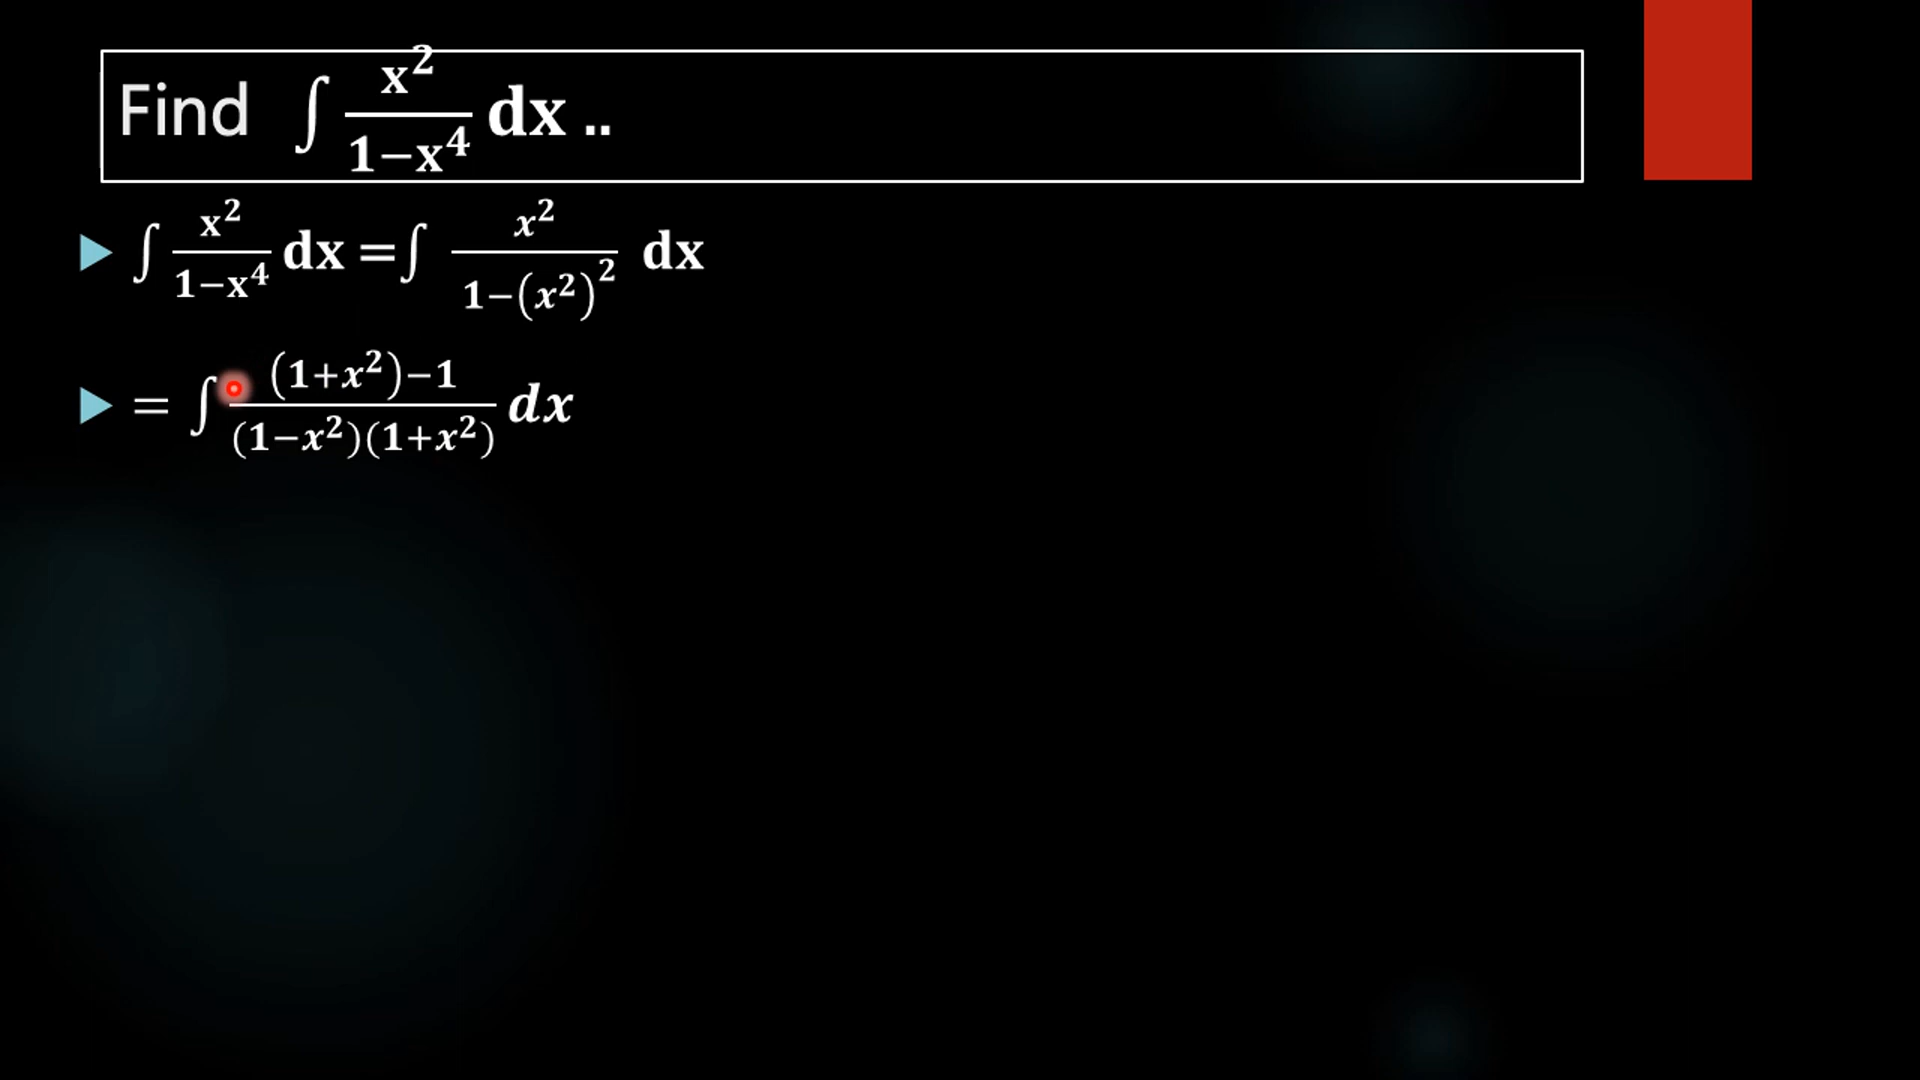 Find ∫ x²/(1−x⁴) dx ..
∫ x²/(1−x⁴) dx =∫ x²/(1−(x²)²) dx
= ∫ ((1+x²)−1)/((1−x²)(1+x²)) dx